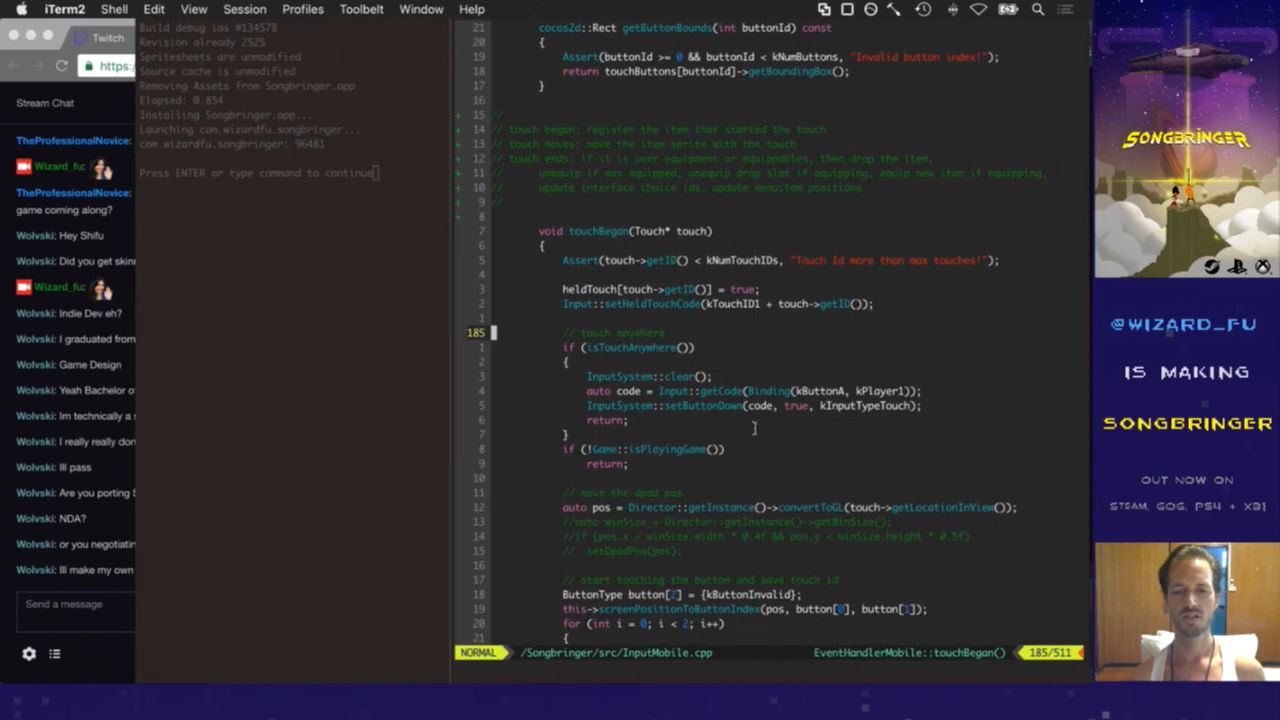 iTerm2 Shell Edit View Session Profiles Toolbelt Window Help
Twitch
https:
Stream Chat
TheProfessionalNovice:
Wizard_fu:
TheProfessionalNovice:
game coming along?
Wolvski: Hey Shifu
Wolvski: Did you get skin
Wizard_fu:
Wolvski: Indie Dev eh?
Wolvski: I graduated from
Wolvski: Game Design
Wolvski: Yeah Bachelor o
Wolvski: Im technically a
Wolvski: I really really don
Wolvski: Ill pass
Wolvski: Are you porting S
Wolvski: NDA?
Wolvski: or you negotiatin
Wolvski: Ill make my own
Send a message
Build debug ios #134578
Revision already 2525
Spritesheets are unmodified
Source cache is unmodified
Removing Assets from Songbringer.app
Elapsed: 0.854
Installing Songbringer.app...
Launching com.wizardfu.songbringer...
com.wizardfu.songbringer: 96481
Press ENTER or type command to continue
21 cocos2d::Rect getButtonBounds(int buttonId) const
20 {
19 Assert(buttonId >= 0 && buttonId < kNumButtons, "Invalid button index!");
18 return touchButtons[buttonId]->getBoundingBox();
17 }
16
15 //
14 // touch began: register the item that started the touch
13 // touch moves: move the item sprite with the touch
12 // touch ends: if it is over equipment or equippables, then drop the item,
11 // unequip if was equipped, unequip drop slot if equipping, equip new item if equipping,
10 // update interface choice ids, update menuitem positions
9 //
8
7 void touchBegan(Touch* touch)
6 {
5 Assert(touch->getID() < kNumTouchIDs, "Touch Id more than max touches!");
4
3 heldTouch[touch->getID()] = true;
2 Input::setHeldTouchCode(kTouchID1 + touch->getID());
1
185 // touch anywhere
1 if (isTouchAnywhere())
2 {
3 InputSystem::clear();
4 auto code = Input::getCode(Binding(kButtonA, kPlayer1));
5 InputSystem::setButtonDown(code, true, kInputTypeTouch);
6 return;
7 }
8 if (!Game::isPlayingGame())
9 return;
10
11 // move the dpad pos
12 auto pos = Director::getInstance()->convertToGL(touch->getLocationInView());
13 //auto winSize = Director::getInstance()->getWinSize();
14 //if (pos.x < winSize.width * 0.4f && pos.y < winSize.height * 0.5f)
15 // setDpadPos(pos);
16
17 // start touching the button and save touch id
18 ButtonType button[2] = {kButtonInvalid};
19 this->screenPositionToButtonIndex(pos, button[0], button[1]);
20 for (int i = 0; i < 2; i++)
21 {
NORMAL /Songbringer/src/InputMobile.cpp EventHandlerMobile::touchBegan() 185/511
SONGBRINGER
@WIZARD_FU
IS MAKING
SONGBRINGER
OUT NOW ON
STEAM, GOG, PS4 + XB1